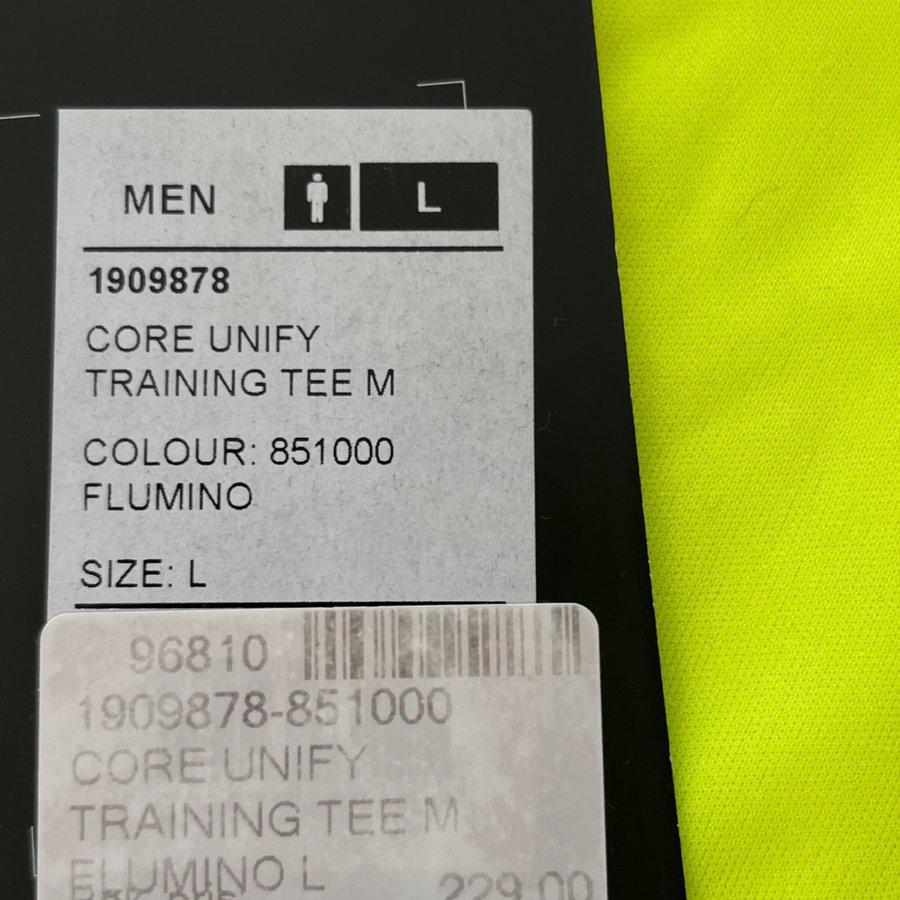 MEN L
1909878
CORE UNIFY
TRAINING TEE M
COLOUR: 851000
FLUMINO
SIZE: L
96810
1909878-851000
CORE UNIFY
TRAINING TEE M
FLUMINO L
229.00